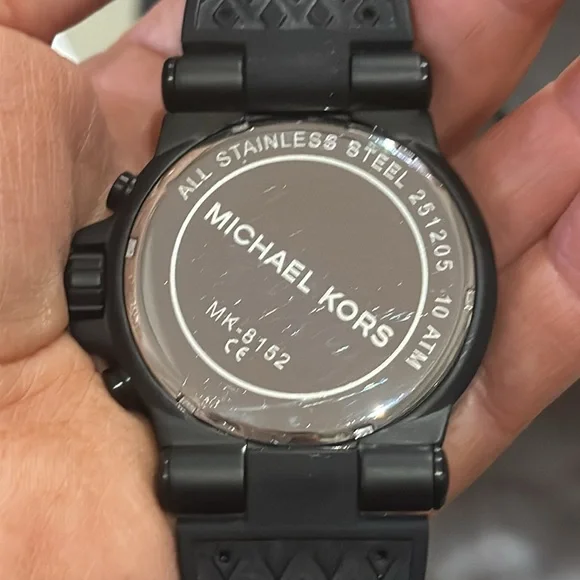 ALL STAINLESS STEEL 251205 10 ATM
MICHAEL KORS
MK-8152
CE